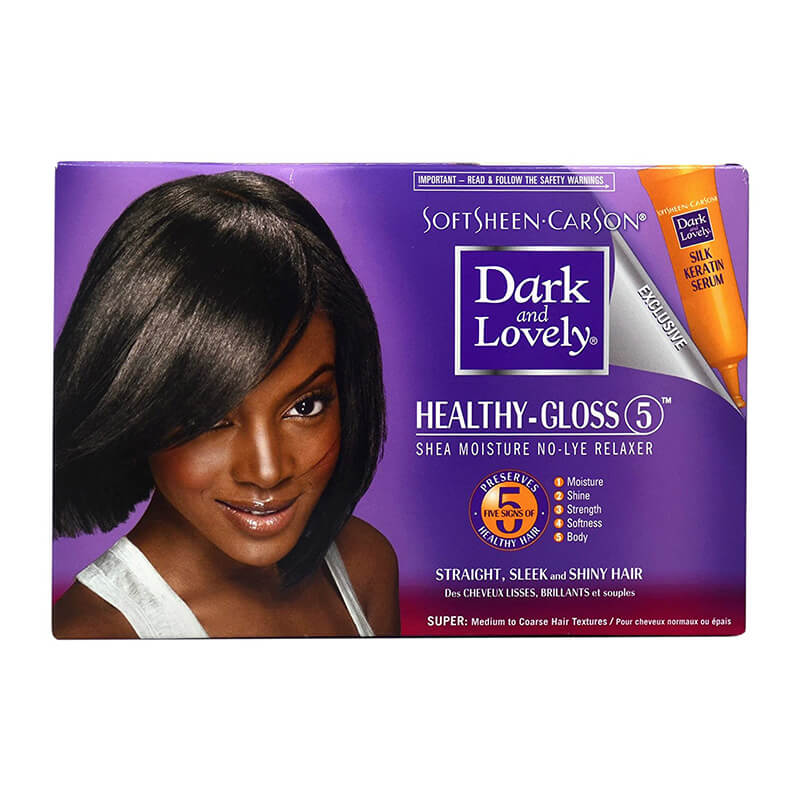 IMPORTANT – READ & FOLLOW THE SAFETY WARNINGS
SOFTSHEEN·CARSON®
Dark
and
Lovely®
EXCLUSIVE
SOFTSHEEN-CARSON
Dark
and
Lovely
SILK
KERATIN
SERUM
HEALTHY-GLOSS 5™
SHEA MOISTURE NO-LYE RELAXER
PRESERVES
5
FIVE SIGNS OF
HEALTHY HAIR
1 Moisture
2 Shine
3 Strength
4 Softness
5 Body
STRAIGHT, SLEEK and SHINY HAIR
Des CHEVEUX LISSES, BRILLANTS et souples
SUPER: Medium to Coarse Hair Textures / Pour cheveux normaux ou épais